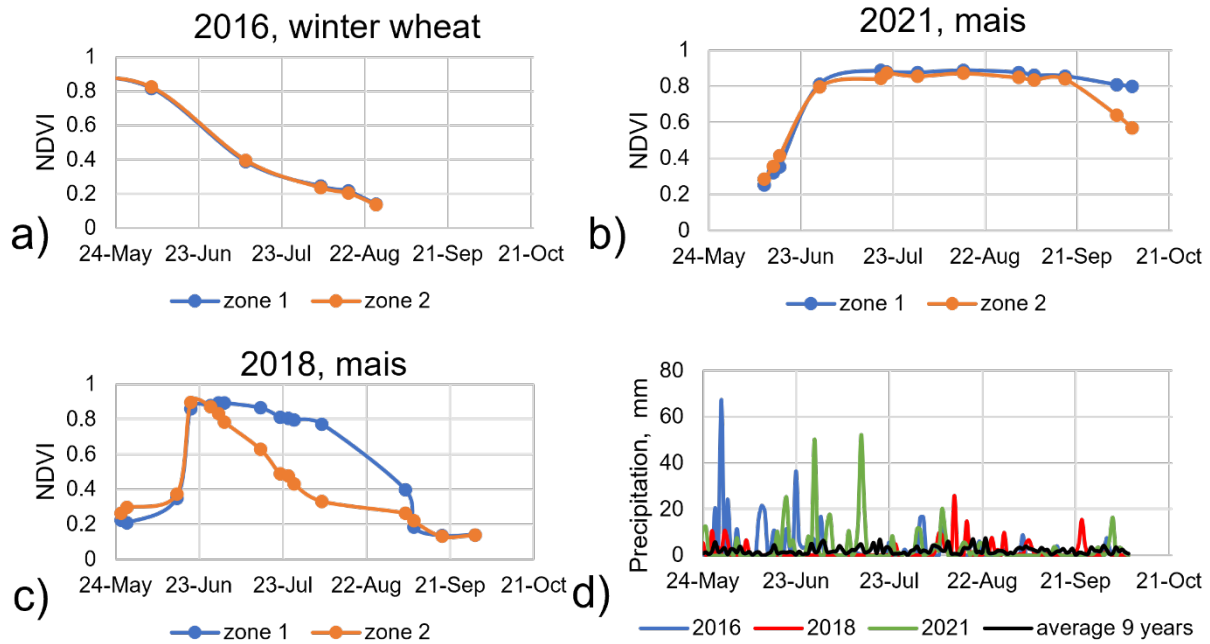 2016, winter wheat
1
0.8
0.6
0.4
0.2
0
NDVI
24-May 23-Jun 23-Jul 22-Aug 21-Sep 21-Oct
a)
zone 1 zone 2
2021, mais
1
0.8
0.6
0.4
0.2
0
NDVI
24-May 23-Jun 23-Jul 22-Aug 21-Sep 21-Oct
b)
zone 1 zone 2
2018, mais
1
0.8
0.6
0.4
0.2
0
NDVI
24-May 23-Jun 23-Jul 22-Aug 21-Sep 21-Oct
c)
zone 1 zone 2
80
60
40
20
0
Precipitation, mm
24-May 23-Jun 23-Jul 22-Aug 21-Sep 21-Oct
d)
2016 2018 2021 average 9 years